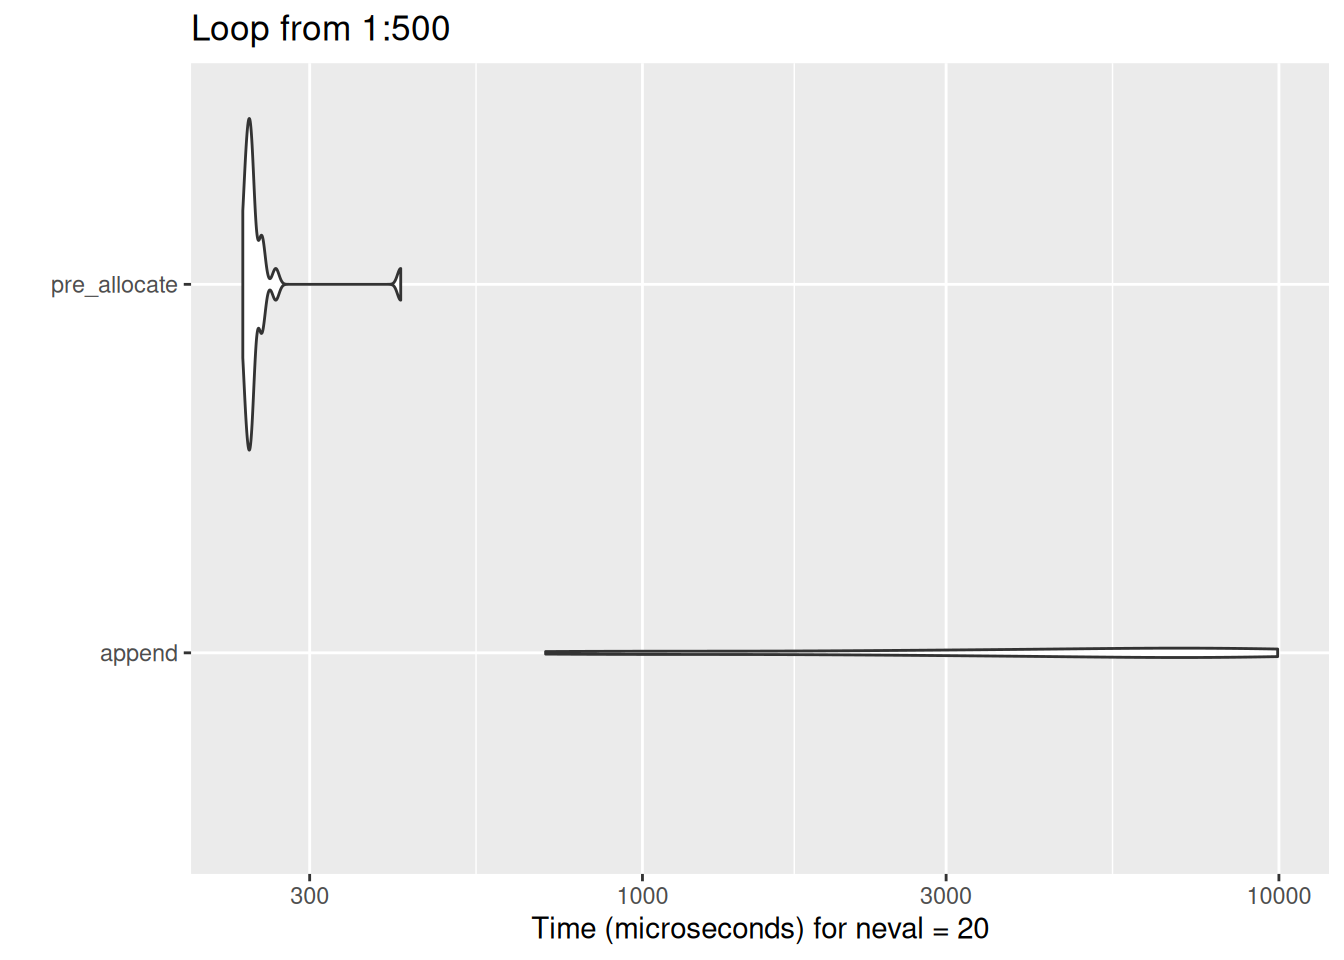 Loop from 1:500
pre_allocate
append
300 1000 3000 10000
Time (microseconds) for neval = 20